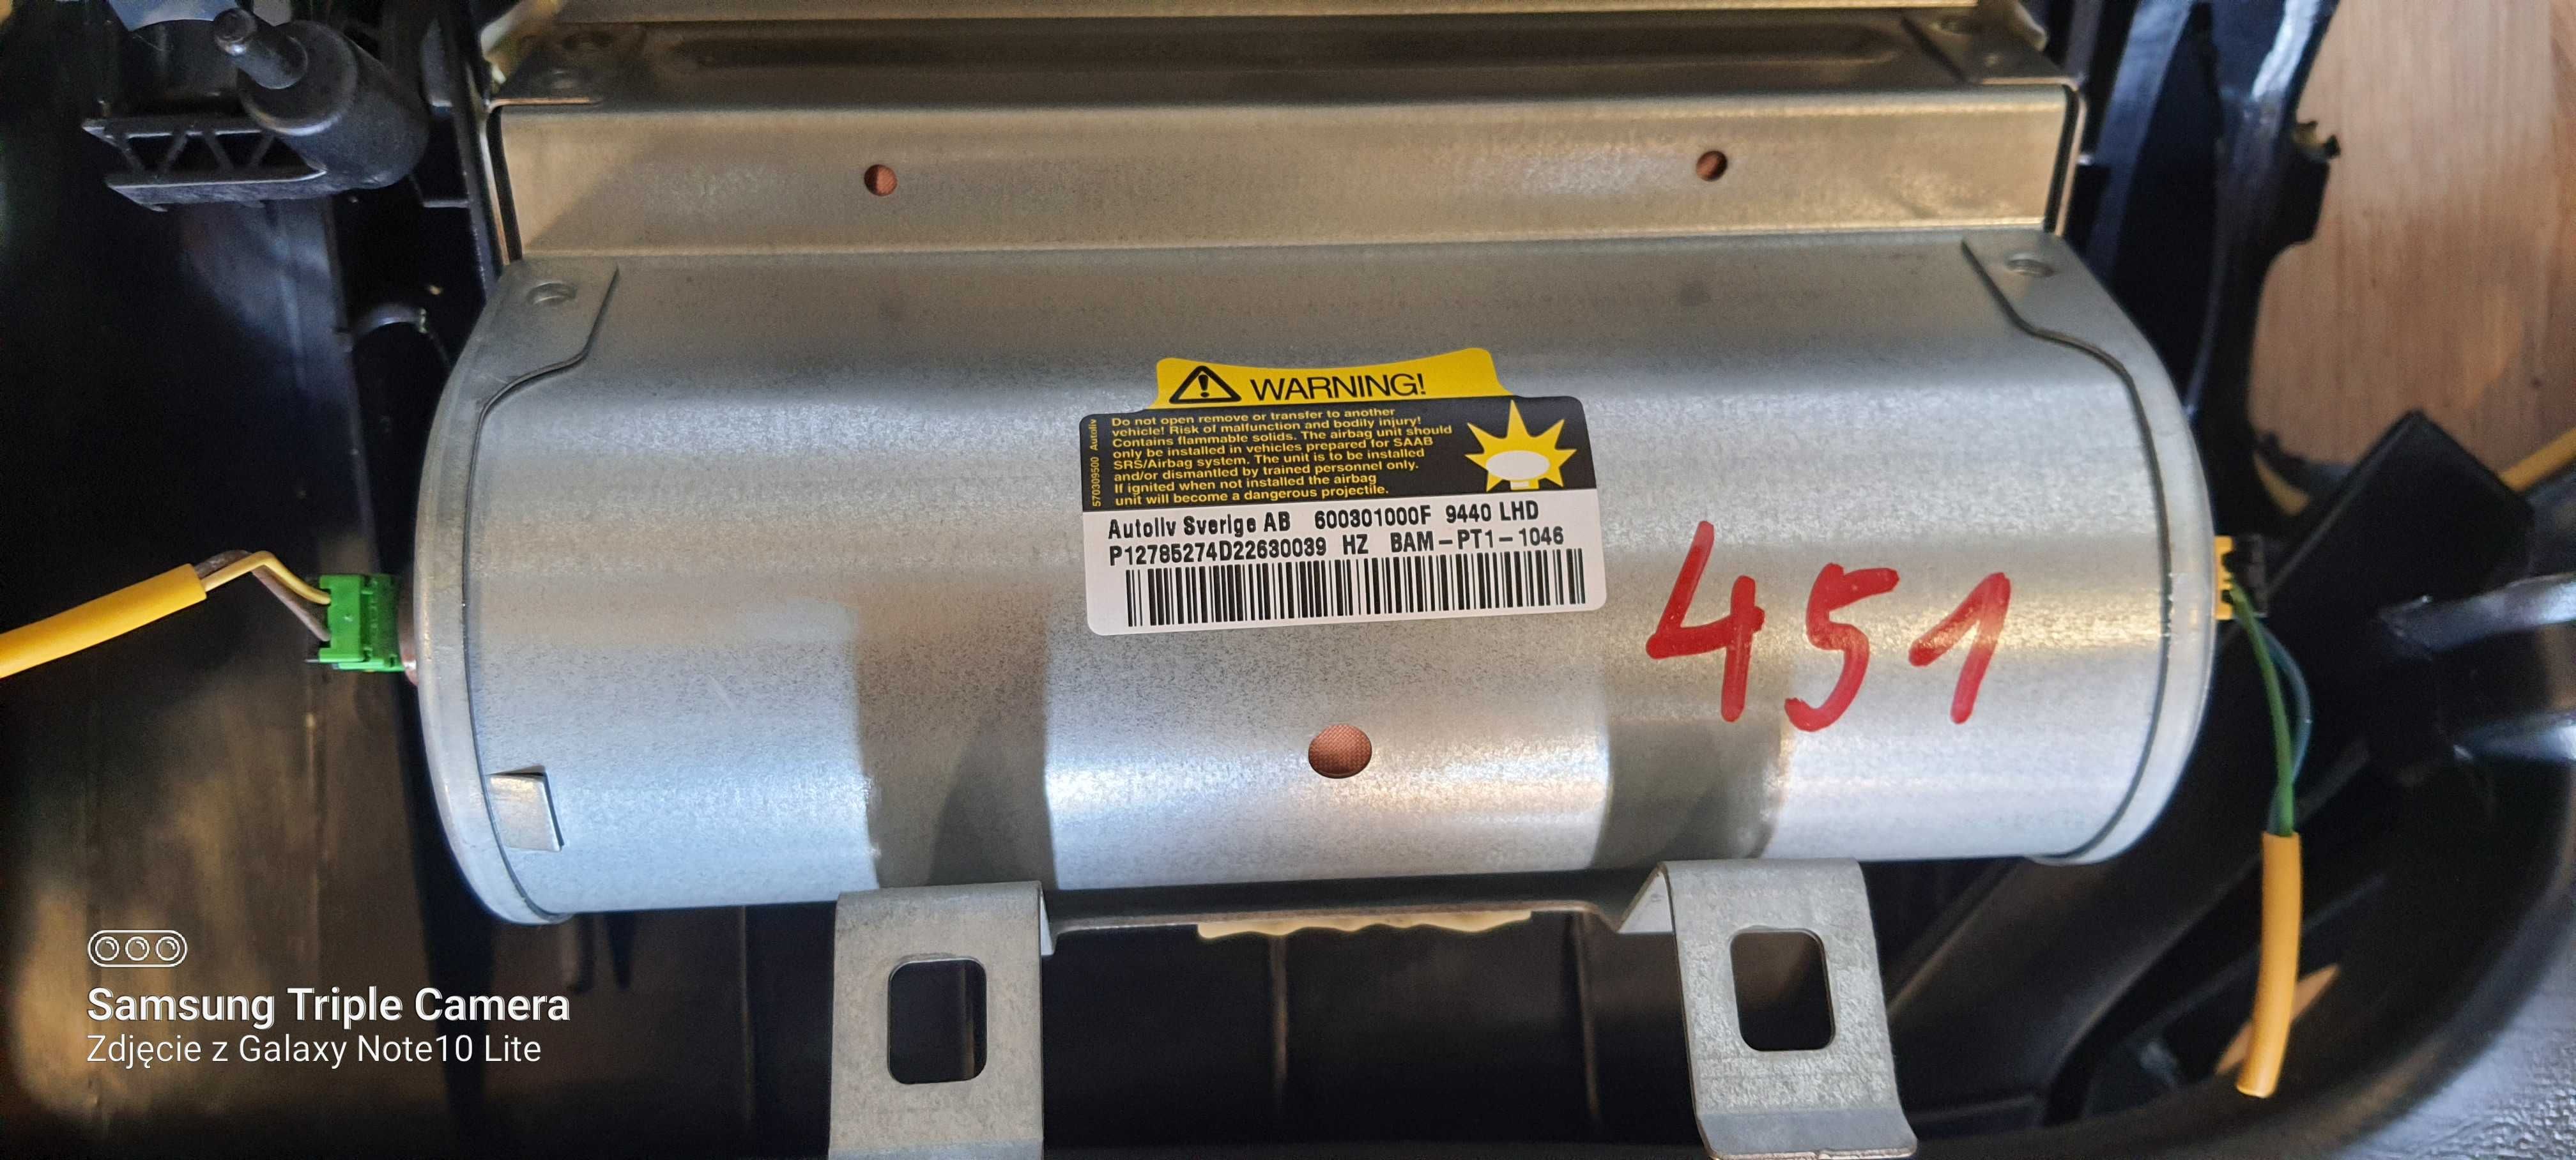 WARNING!
Do not open remove or transfer to another
vehicle! Risk of malfunction and bodily injury!
Contains flammable solids. The airbag unit should
only be installed in vehicles prepared for SAAB
SRS/Airbag system. The unit is to be installed
and/or dismantled by trained personnel only.
If ignited when not installed the airbag
unit will become a dangerous projectile.
570309500 Autoliv
Autoliv Sverige AB 600301000F 9440 LHD
P12785274D22630039 HZ BAM-PT1-1046
451
Samsung Triple Camera
Zdjęcie z Galaxy Note10 Lite